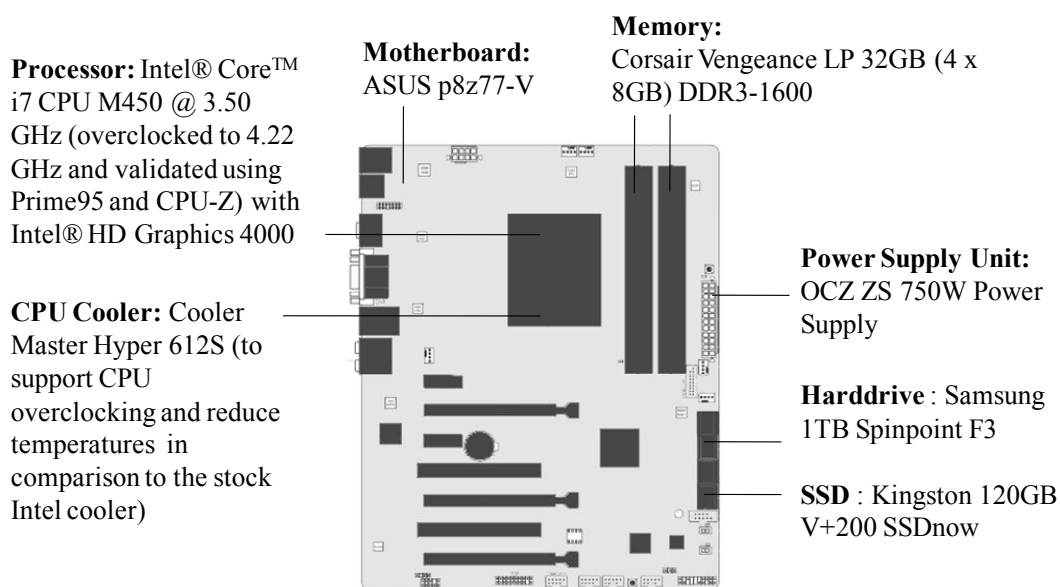 Processor: Intel® Core™
i7 CPU M450 @ 3.50
GHz (overclocked to 4.22
GHz and validated using
Prime95 and CPU-Z) with
Intel® HD Graphics 4000
CPU Cooler: Cooler
Master Hyper 612S (to
support CPU
overclocking and reduce
temperatures in
comparison to the stock
Intel cooler)
Motherboard:
ASUS p8z77-V
Memory:
Corsair Vengeance LP 32GB (4 x
8GB) DDR3-1600
Power Supply Unit:
OCZ ZS 750W Power
Supply
Harddrive : Samsung
1TB Spinpoint F3
SSD : Kingston 120GB
V+200 SSDnow